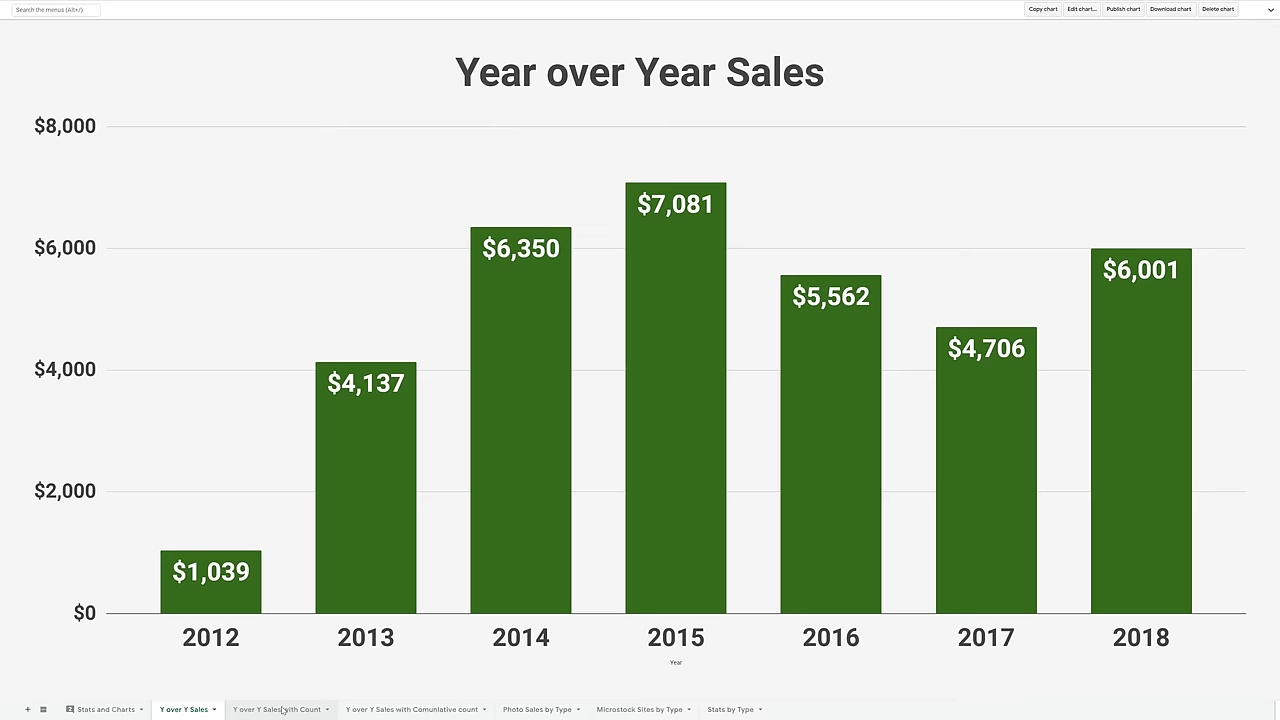 Search the menus (Alt+/)
Copy chart Edit chart... Publish chart Download chart Delete chart
Year over Year Sales
$8,000
$7,081
$6,350
$6,000
$6,001
$5,562
$4,706
$4,000
$4,137
$2,000
$1,039
$0
2012 2013 2014 2015 2016 2017 2018
Year
+ Stats and Charts Y over Y Sales Y over Y Sales with Count Y over Y Sales with Comunlative count Photo Sales by Type Microstock Sites by Type Stats by Type